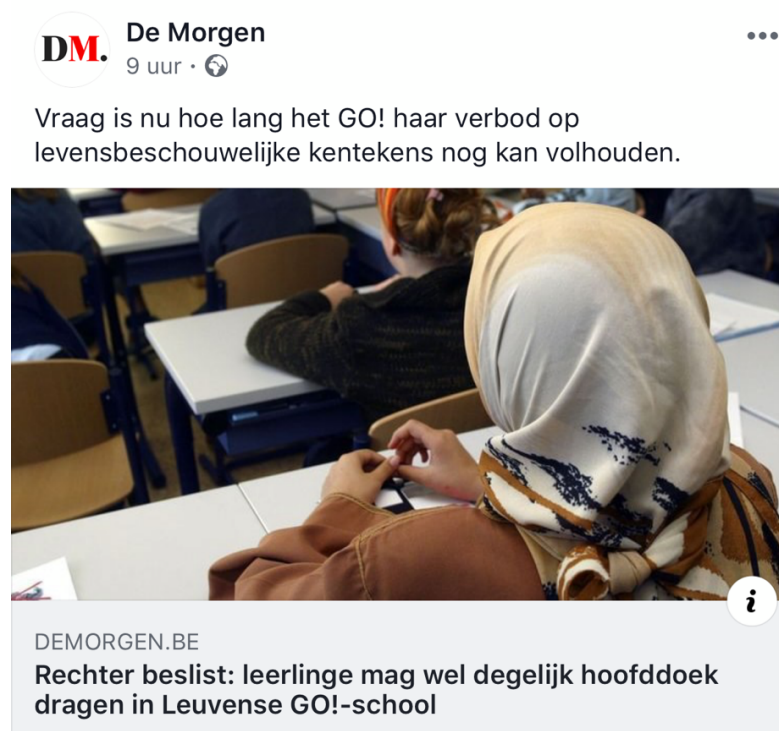 DM.
De Morgen
9 uur ·
Vraag is nu hoe lang het GO! haar verbod op
levensbeschouwelijke kentekens nog kan volhouden.
i
DEMORGEN.BE
Rechter beslist: leerlinge mag wel degelijk hoofddoek
dragen in Leuvense GO!-school